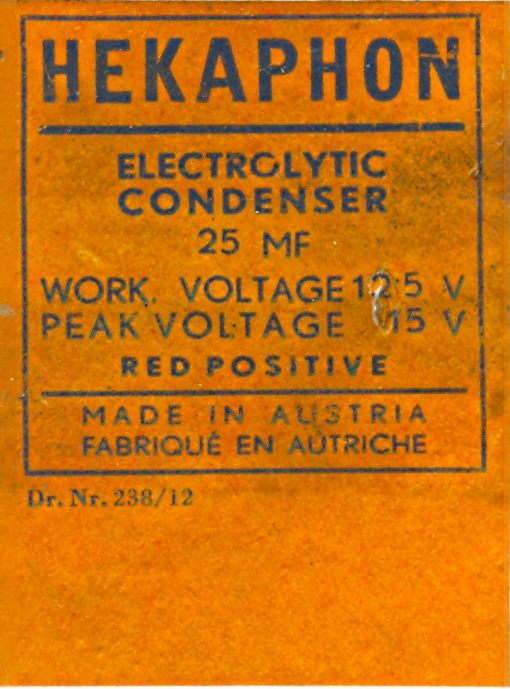 HEKAPHON
ELECTROLYTIC
CONDENSER
25 MF
WORK. VOLTAGE 12.5 V
PEAK VOLTAGE 15 V
RED POSITIVE
MADE IN AUSTRIA
FABRIQUÉ EN AUTRICHE
Dr. Nr. 238/12